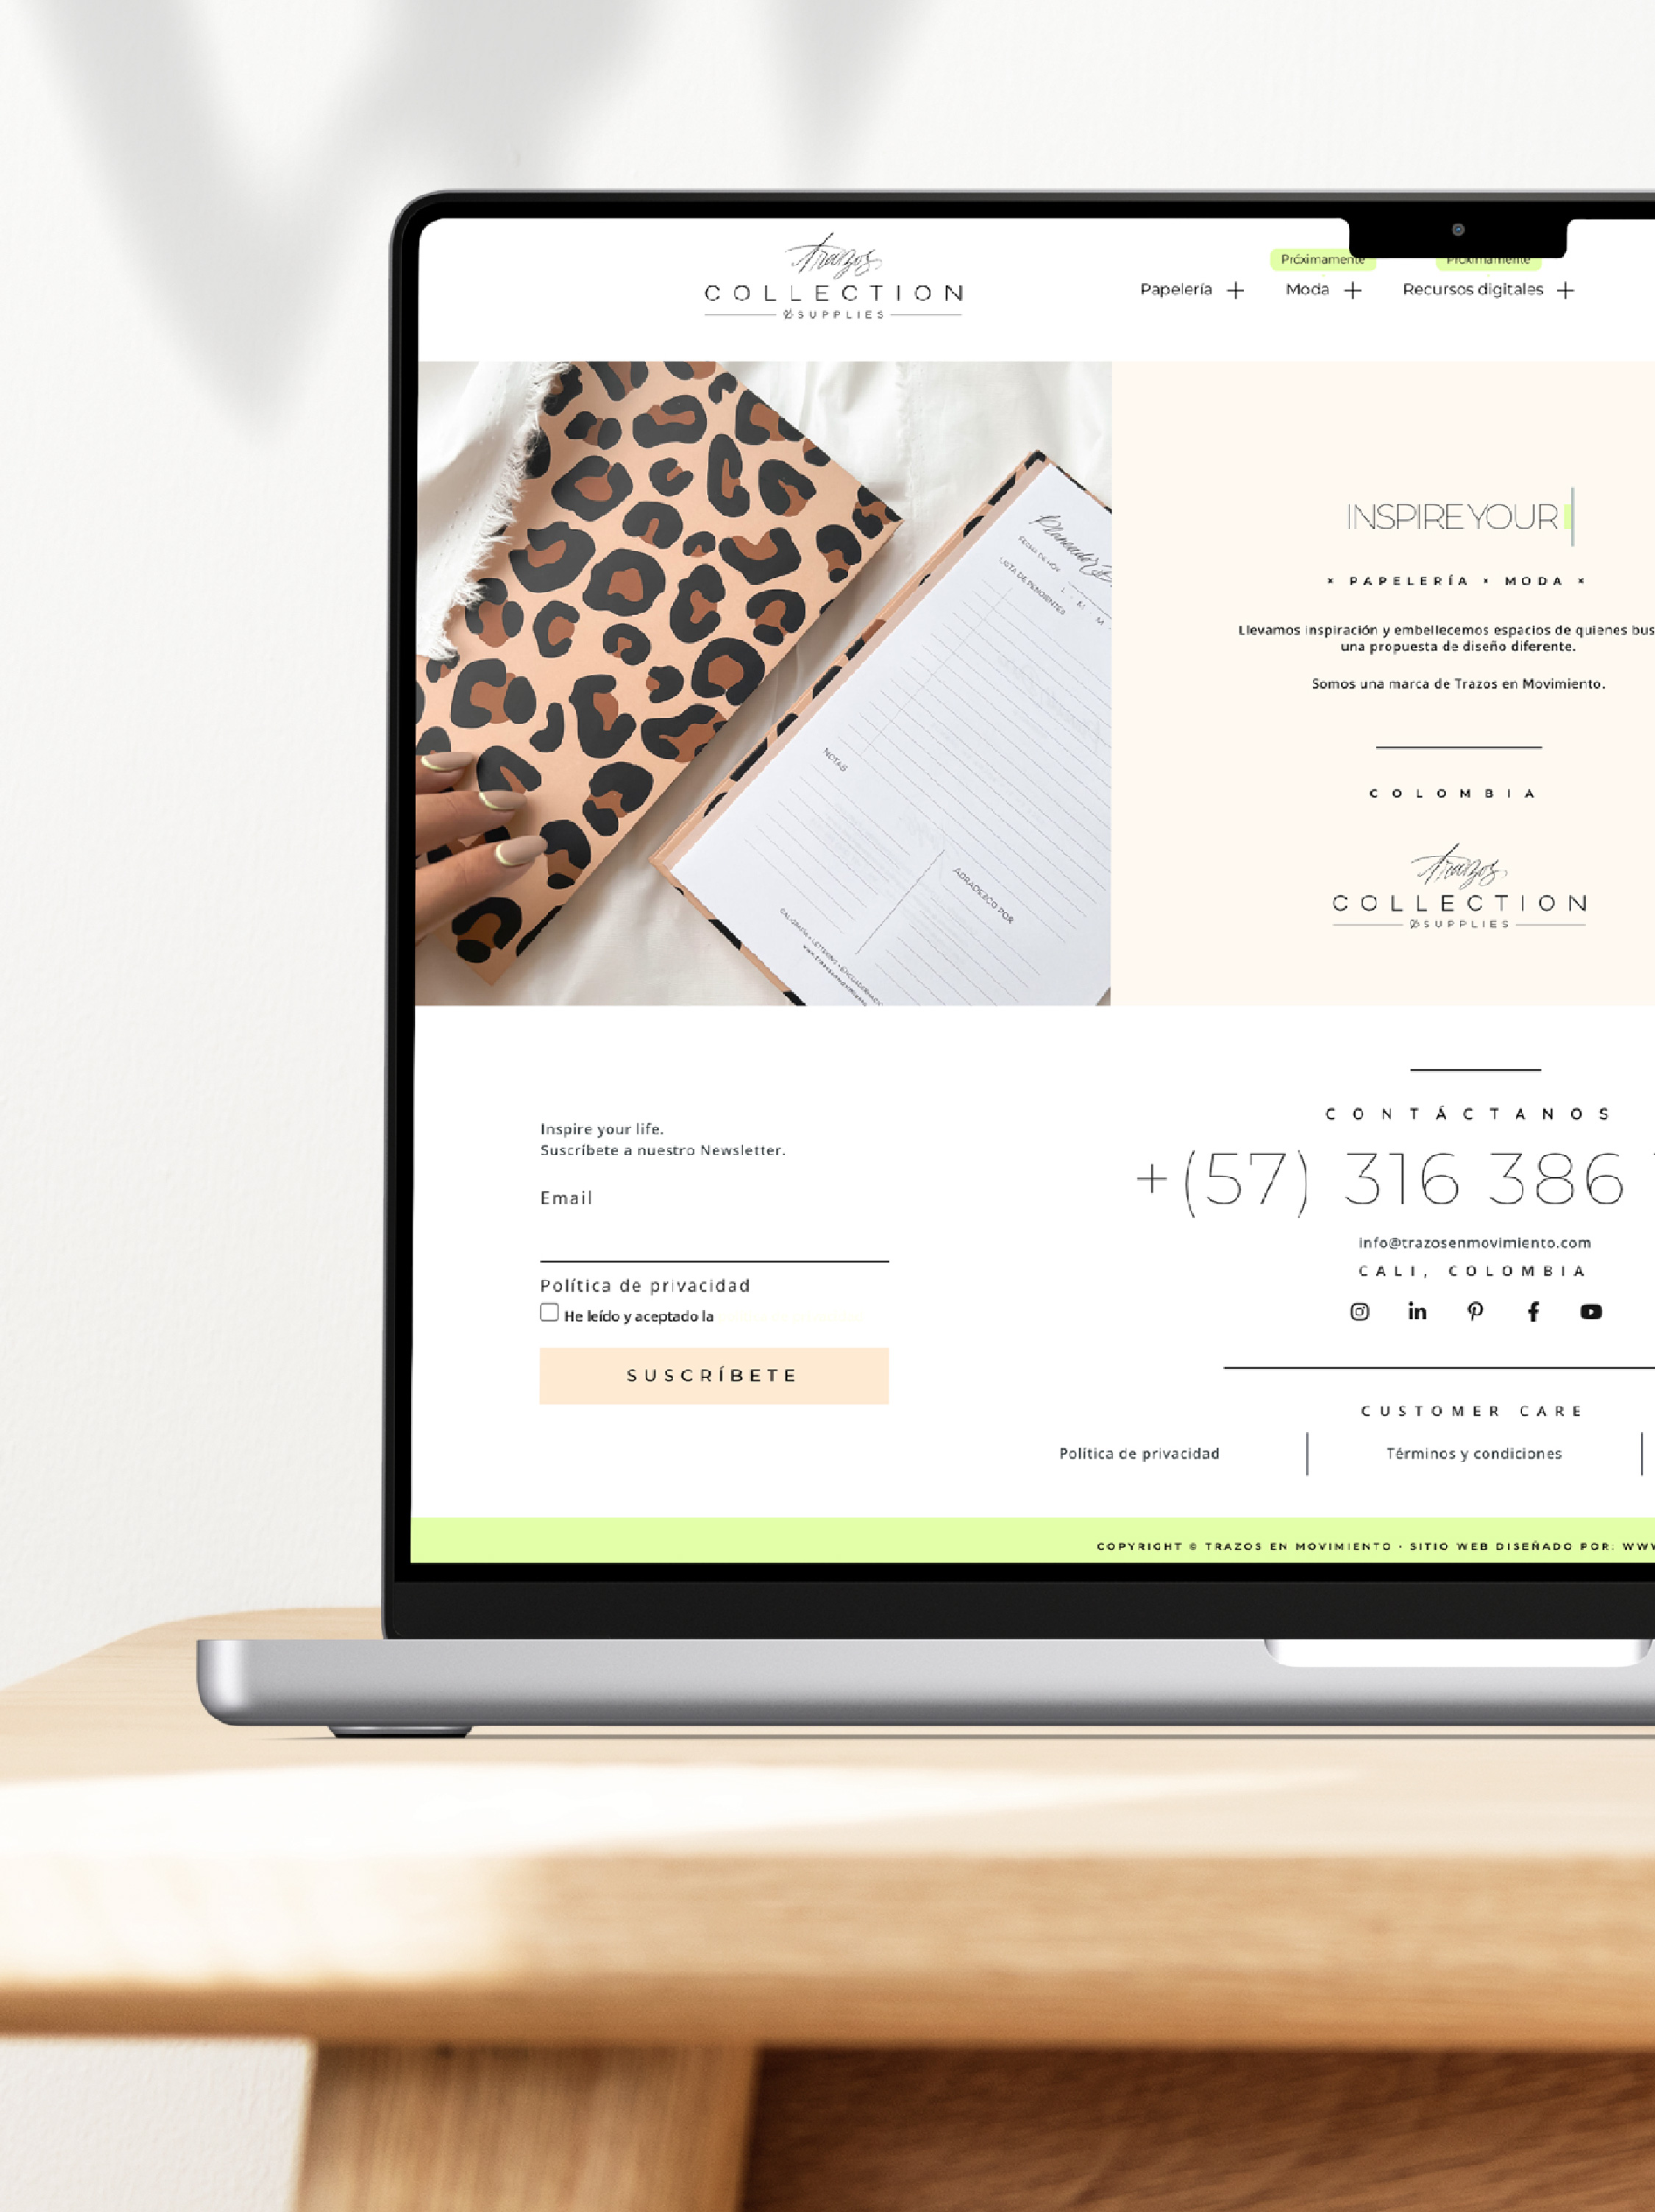 Trazos
COLLECTION
& SUPPLIES
Próximamente
Próximamente
Papelería +
Moda +
Recursos digitales +
Planeador
FECHA DE HOY
L M M
LISTA DE PENDIENTES
NOTAS
AGRADEZCO POR
INSPIRE YOUR
× PAPELERÍA × MODA ×
Llevamos inspiración y embellecemos espacios de quienes bus
una propuesta de diseño diferente.
Somos una marca de Trazos en Movimiento.
COLOMBIA
Trazos
COLLECTION
& SUPPLIES
Inspire your life.
Suscríbete a nuestro Newsletter.
Email
Política de privacidad
He leído y aceptado la
SUSCRÍBETE
CONTÁCTANOS
+(57) 316 386
info@trazosenmovimiento.com
CALI, COLOMBIA
CUSTOMER CARE
Política de privacidad
Términos y condiciones
COPYRIGHT © TRAZOS EN MOVIMIENTO · SITIO WEB DISEÑADO POR: WWW